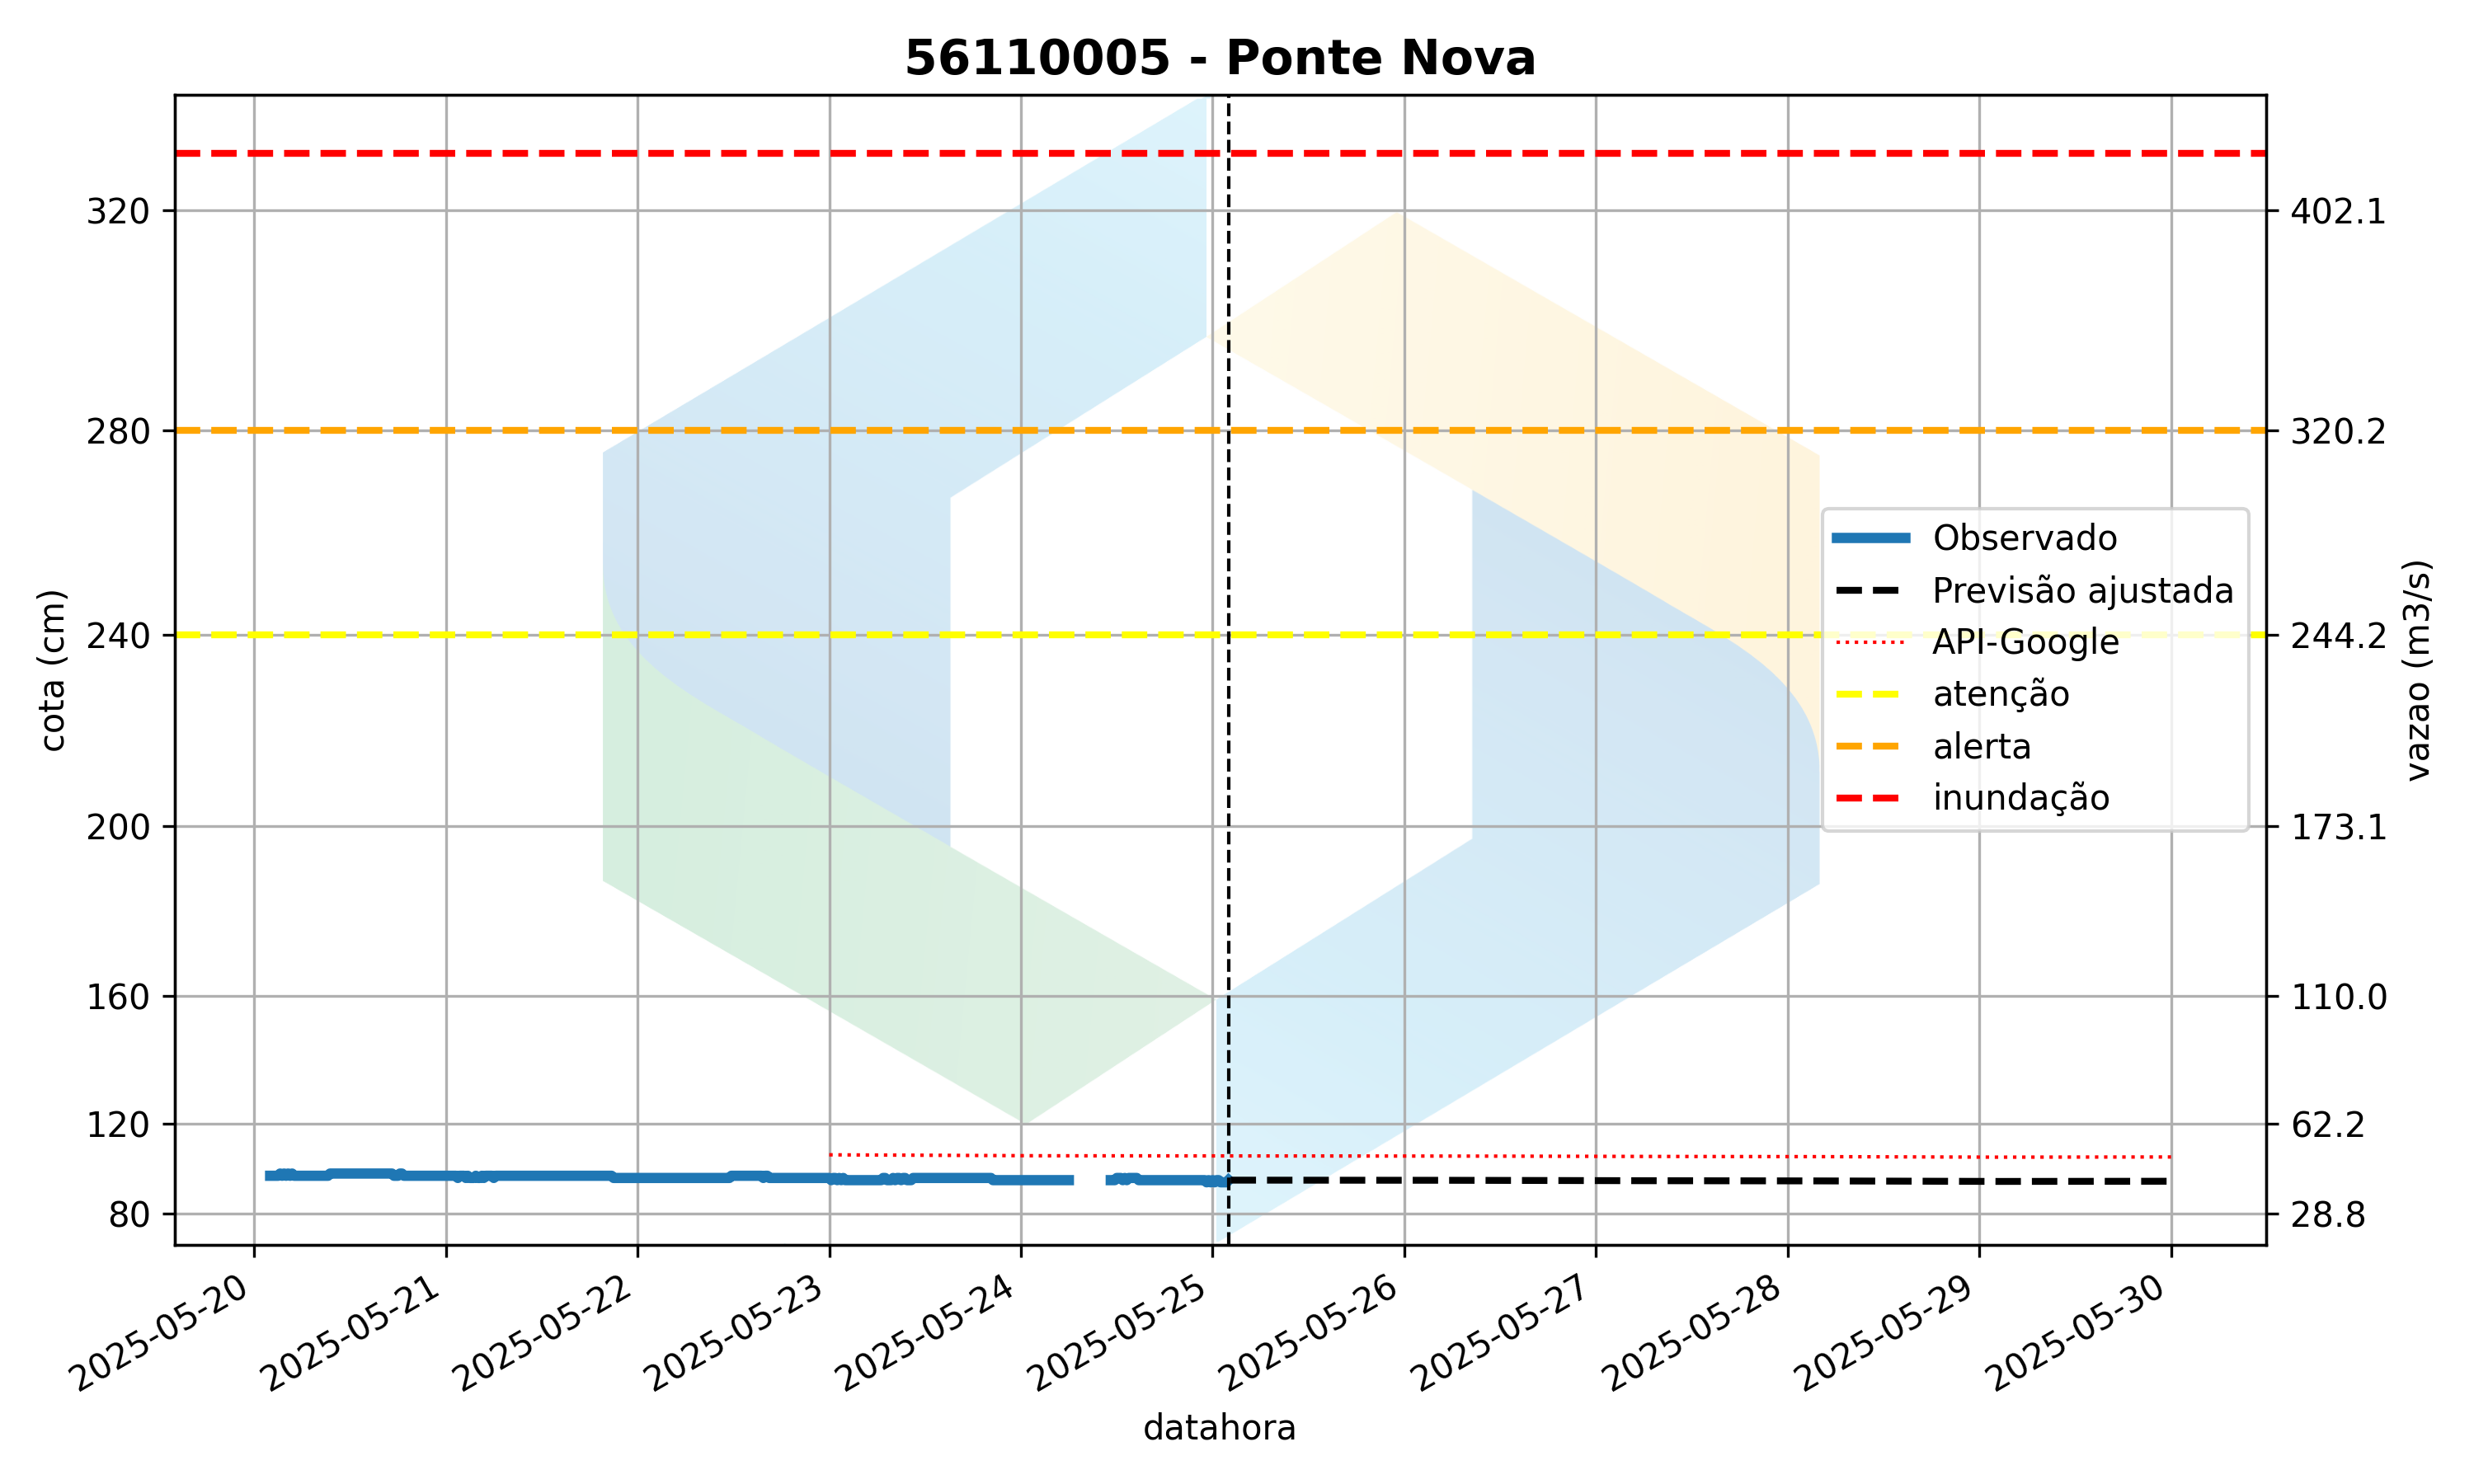 56110005 - Ponte Nova
320
280
240
200
160
120
80
cota (cm)
402.1
320.2
244.2
173.1
110.0
62.2
28.8
vazao (m3/s)
Observado
Previsão ajustada
API-Google
atenção
alerta
inundação
2025-05-20
2025-05-21
2025-05-22
2025-05-23
2025-05-24
2025-05-25
2025-05-26
2025-05-27
2025-05-28
2025-05-29
2025-05-30
datahora